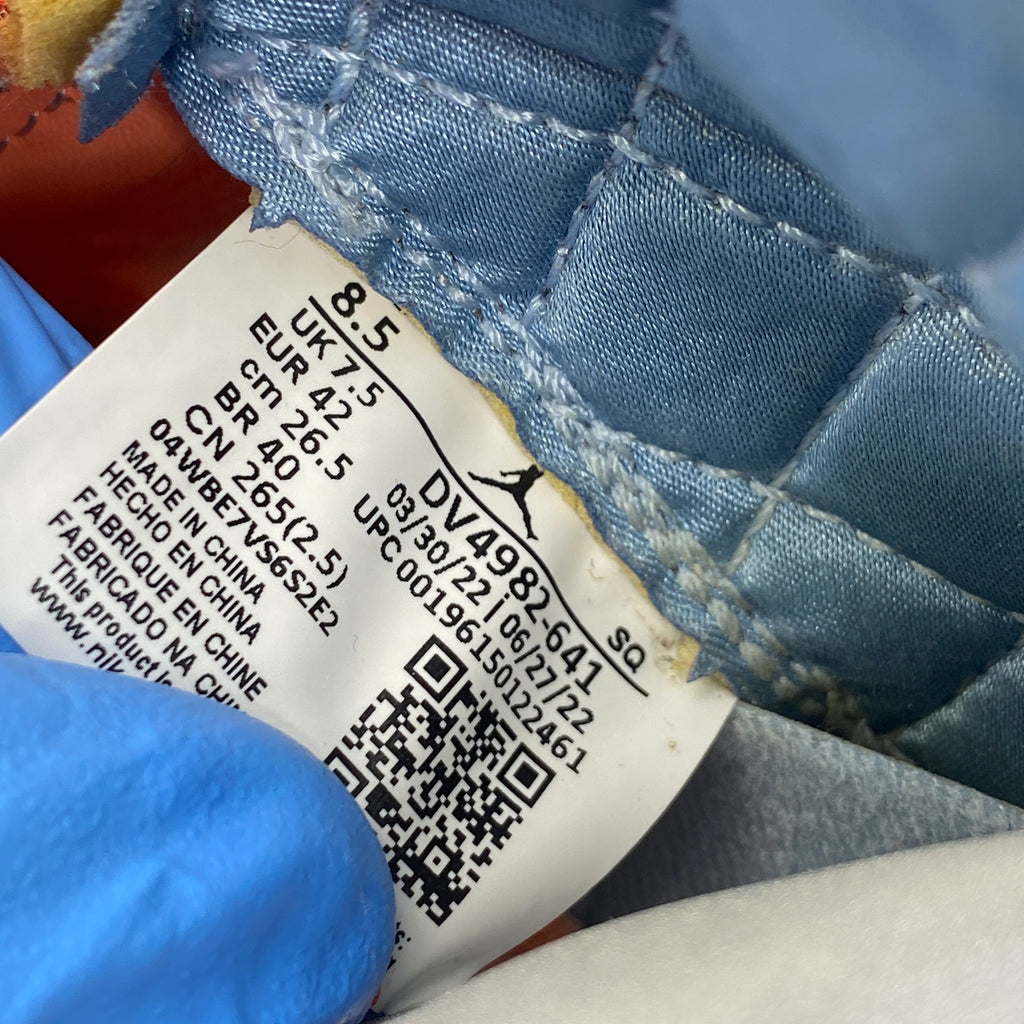 8.5
UK 7.5
EUR 42
cm 26.5
BR 40
CN 265(2.5)
04WBE7VS6S2E2
MADE IN CHINA
HECHO EN CHINA
FABRIQUE EN CHINE
FABRICADO NA
This product
www.
DV4982-641 SQ
03/30/22 | 06/27/22
UPC 00196150122461